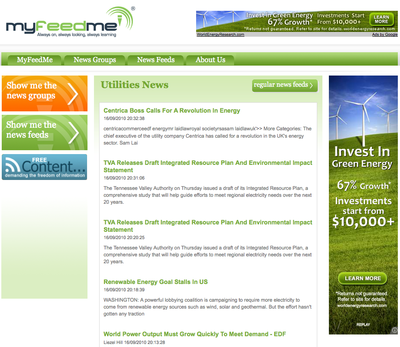 myfeedme
Always on, always looking, always learning
Invest in Green Energy
67% Growth*
Investments Start
From $10,000+
LEARN MORE
*Returns not guaranteed. Refer to site for details. worldenergyresearch.com
WorldEnergyResearch.com
Ads by Google
MyFeedMe
News Groups
News Feeds
About Us
Show me the
news groups
Show me the
news feeds
FREE
Content...
demanding the freedom of information
Utilities News
regular news feeds
Centrica Boss Calls For A Revolution In Energy
16/09/2010 20:32:38
centricacommerceedf energynr laidlawroyal societyrssam laidlawuk">> More Categories: The
chief executive of the utility company Centrica has called for a revolution in the UK's energy
sector. Sam Lai
TVA Releases Draft Integrated Resource Plan And Environmental Impact
Statement
16/09/2010 20:31:06
The Tennessee Valley Authority on Thursday issued a draft of its Integrated Resource Plan, a
comprehensive study that will help guide efforts to meet regional electricity needs over the next
20 years.
TVA Releases Draft Integrated Resource Plan And Environmental Impact
Statement
16/09/2010 20:20:25
The Tennessee Valley Authority on Thursday issued a draft of its Integrated Resource Plan, a
comprehensive study that will help guide efforts to meet regional electricity needs over the next
20 years.
Renewable Energy Goal Stalls In US
16/09/2010 20:18:39
WASHINGTON: A powerful lobbying coalition is campaigning to require more electricity to
come from renewable energy sources such as wind, solar and geothermal. But the effort hasn't
gotten any traction
World Power Output Must Grow Quickly To Meet Demand - EDF
Liezel Hill 16/09/2010 20:13:28
Invest In
Green Energy
67% Growth*
Investments
start from
$10,000+
LEARN MORE
*Returns not guaranteed.
Refer to site for details
worldenergyresearch.com
REPLAY